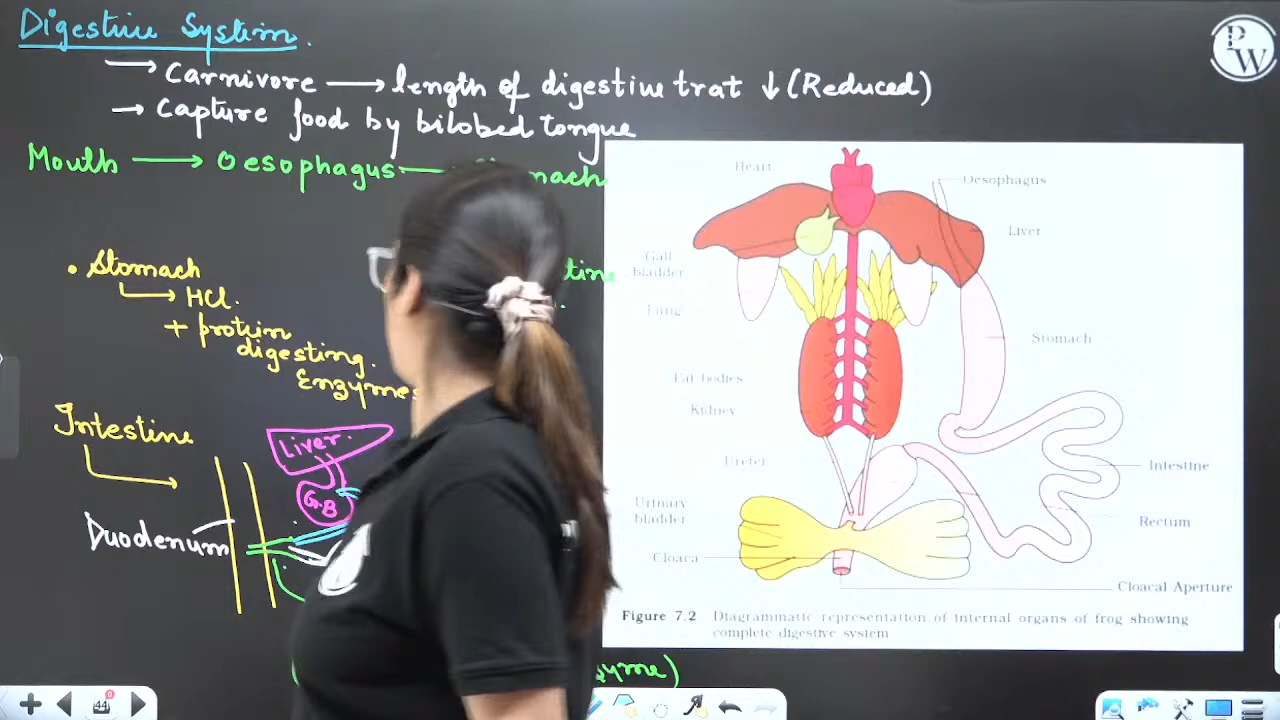 Digestive System.
→ Carnivore → length of digestive trat ↓ (Reduced)
→ Capture food by bilobed tongue
Mouth → Oesophagus
• Stomach
→ HCl.
+ protein
digesting.
Enzymes
Intestine
Liver.
G.B
Duodenum
PW
Heart
Oesophagus
Liver
Gall
bladder
Lung
Stomach
Fat bodies
Kidney
Ureter
Intestine
Urinary
bladder
Rectum
Cloaca
Cloacal Aperture
Figure 7.2 Diagrammatic representation of internal organs of frog showing
complete digestive system
44